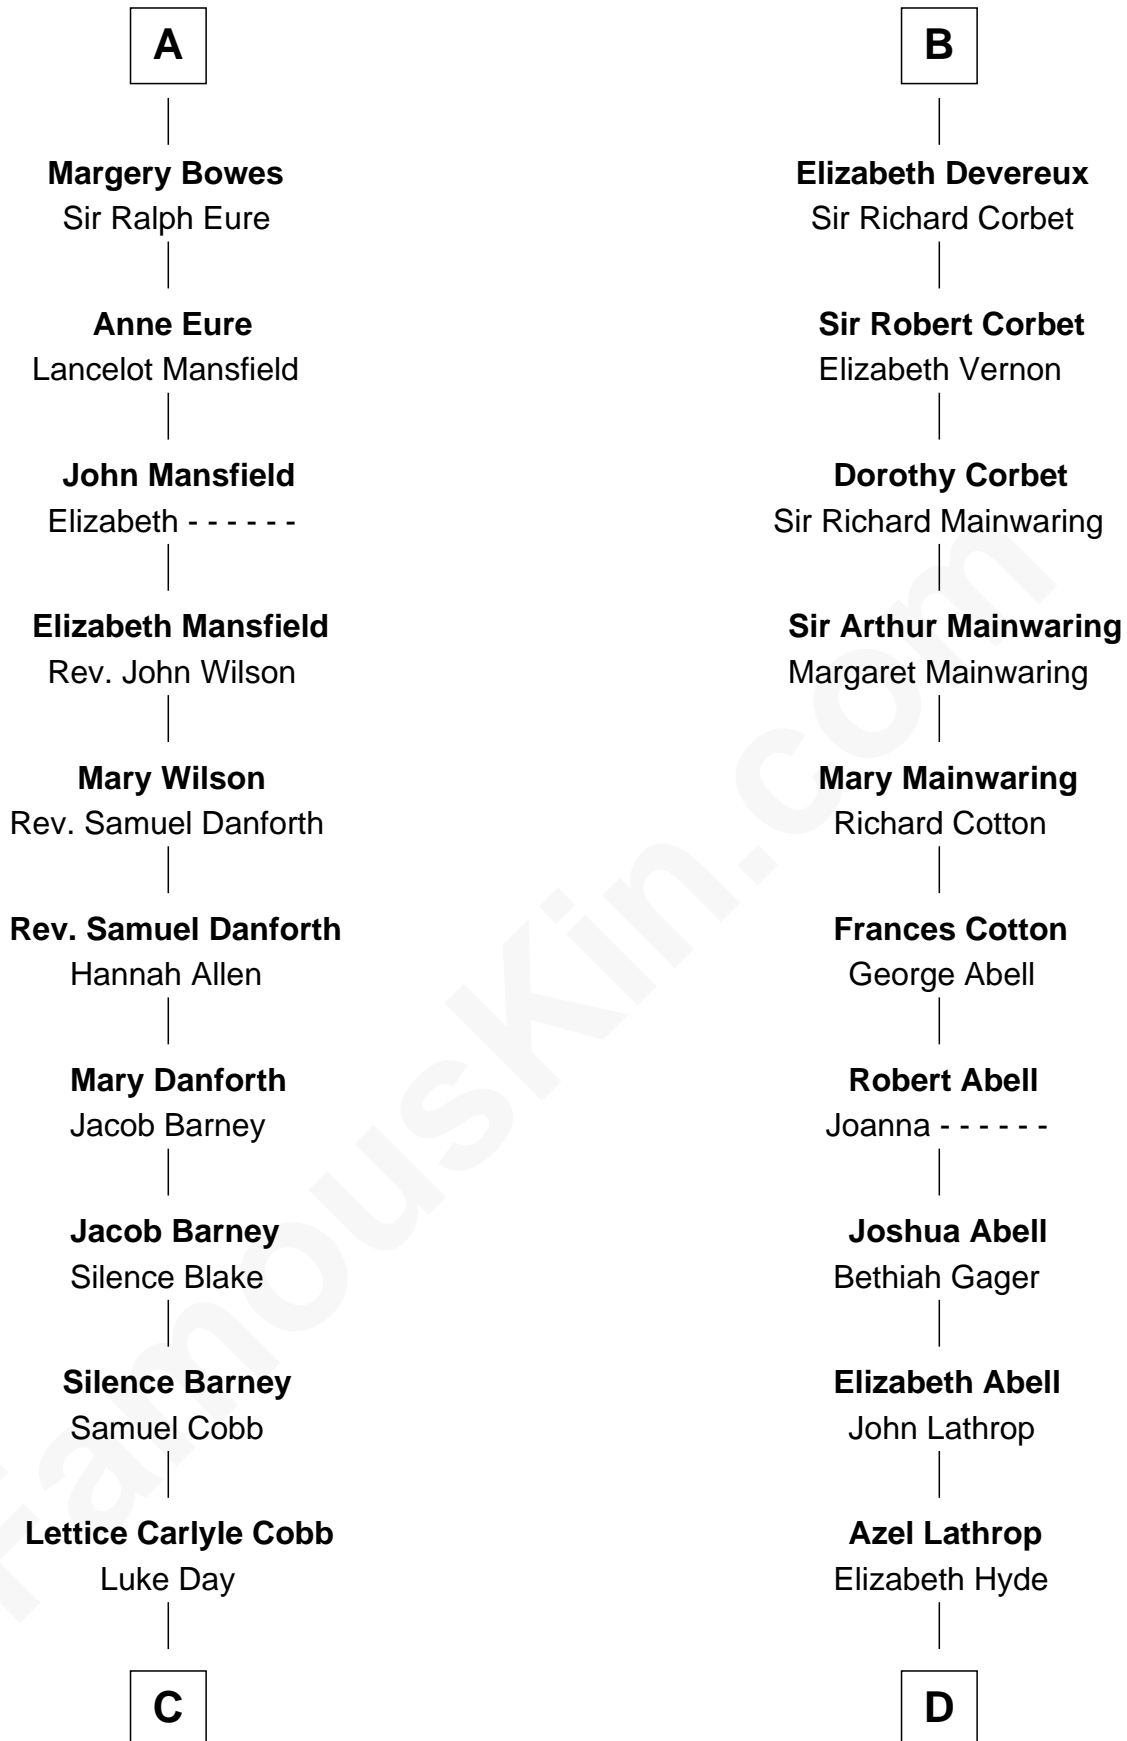 A
Margery Bowes
Sir Ralph Eure
Anne Eure
Lancelot Mansfield
John Mansfield
Elizabeth - - - - - -
Elizabeth Mansfield
Rev. John Wilson
Mary Wilson
Rev. Samuel Danforth
Rev. Samuel Danforth
Hannah Allen
Mary Danforth
Jacob Barney
Jacob Barney
Silence Blake
Silence Barney
Samuel Cobb
Lettice Carlyle Cobb
Luke Day
C
B
Elizabeth Devereux
Sir Richard Corbet
Sir Robert Corbet
Elizabeth Vernon
Dorothy Corbet
Sir Richard Mainwaring
Sir Arthur Mainwaring
Margaret Mainwaring
Mary Mainwaring
Richard Cotton
Frances Cotton
George Abell
Robert Abell
Joanna - - - - - -
Joshua Abell
Bethiah Gager
Elizabeth Abell
John Lathrop
Azel Lathrop
Elizabeth Hyde
D
FamousKin.com